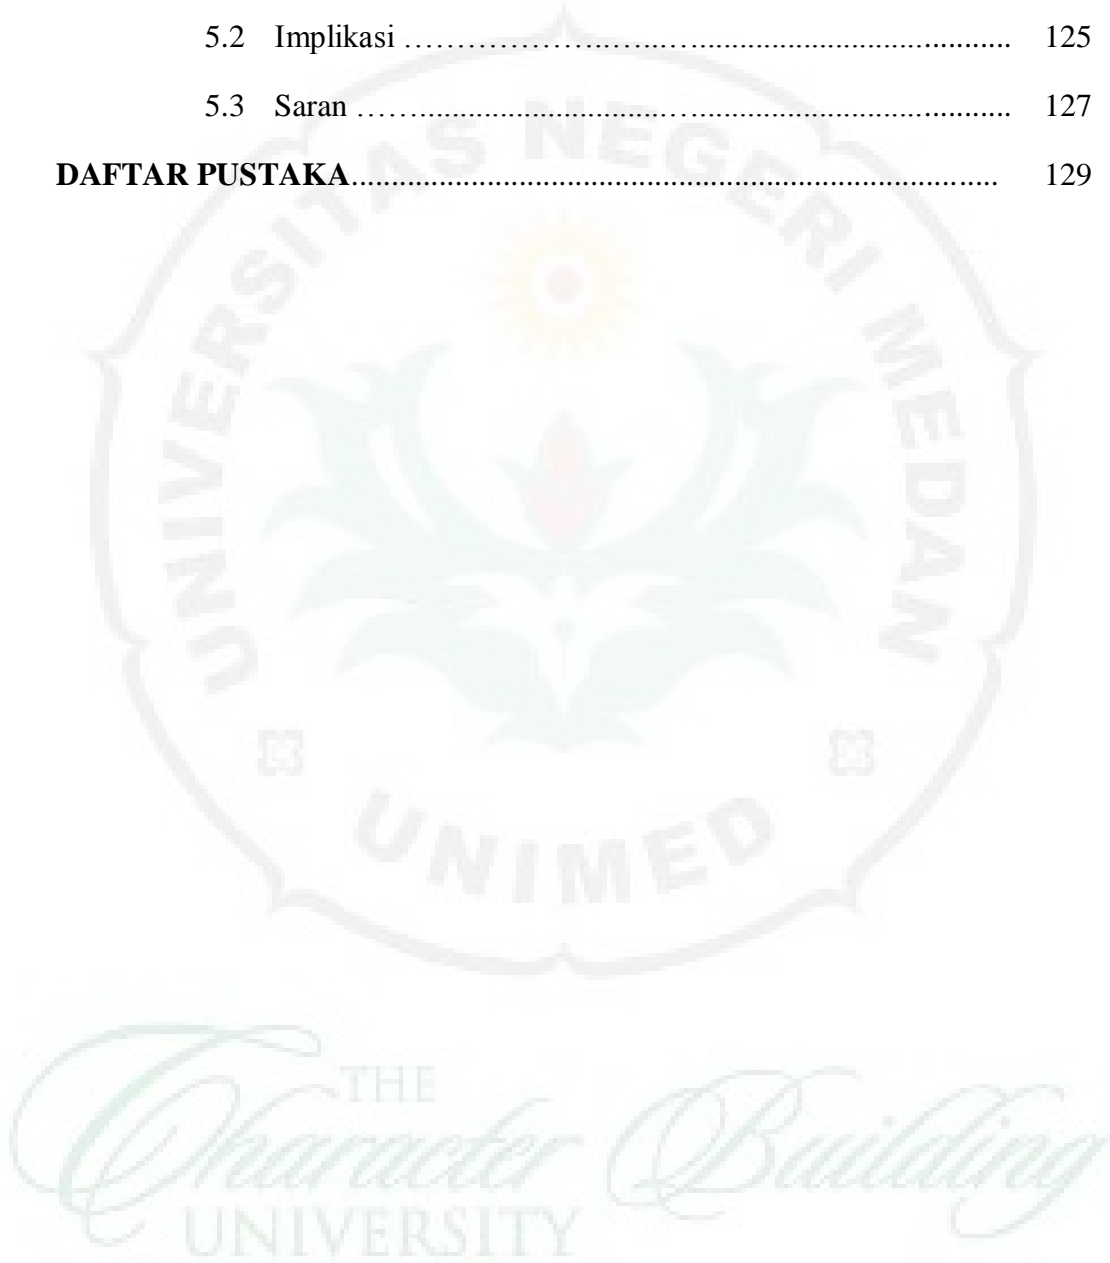 5.2 Implikasi ........................................................................ 125
5.3 Saran ........................................................................ 127
DAFTAR PUSTAKA........................................................................ 129
UNIVERSITAS NEGERI MEDAN
UNIMED
THE
Character Building
UNIVERSITY